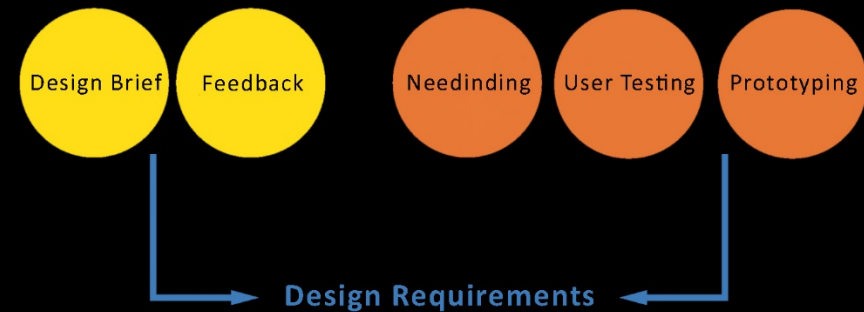 Design Brief
Feedback
Needinding
User Testing
Prototyping
Design Requirements